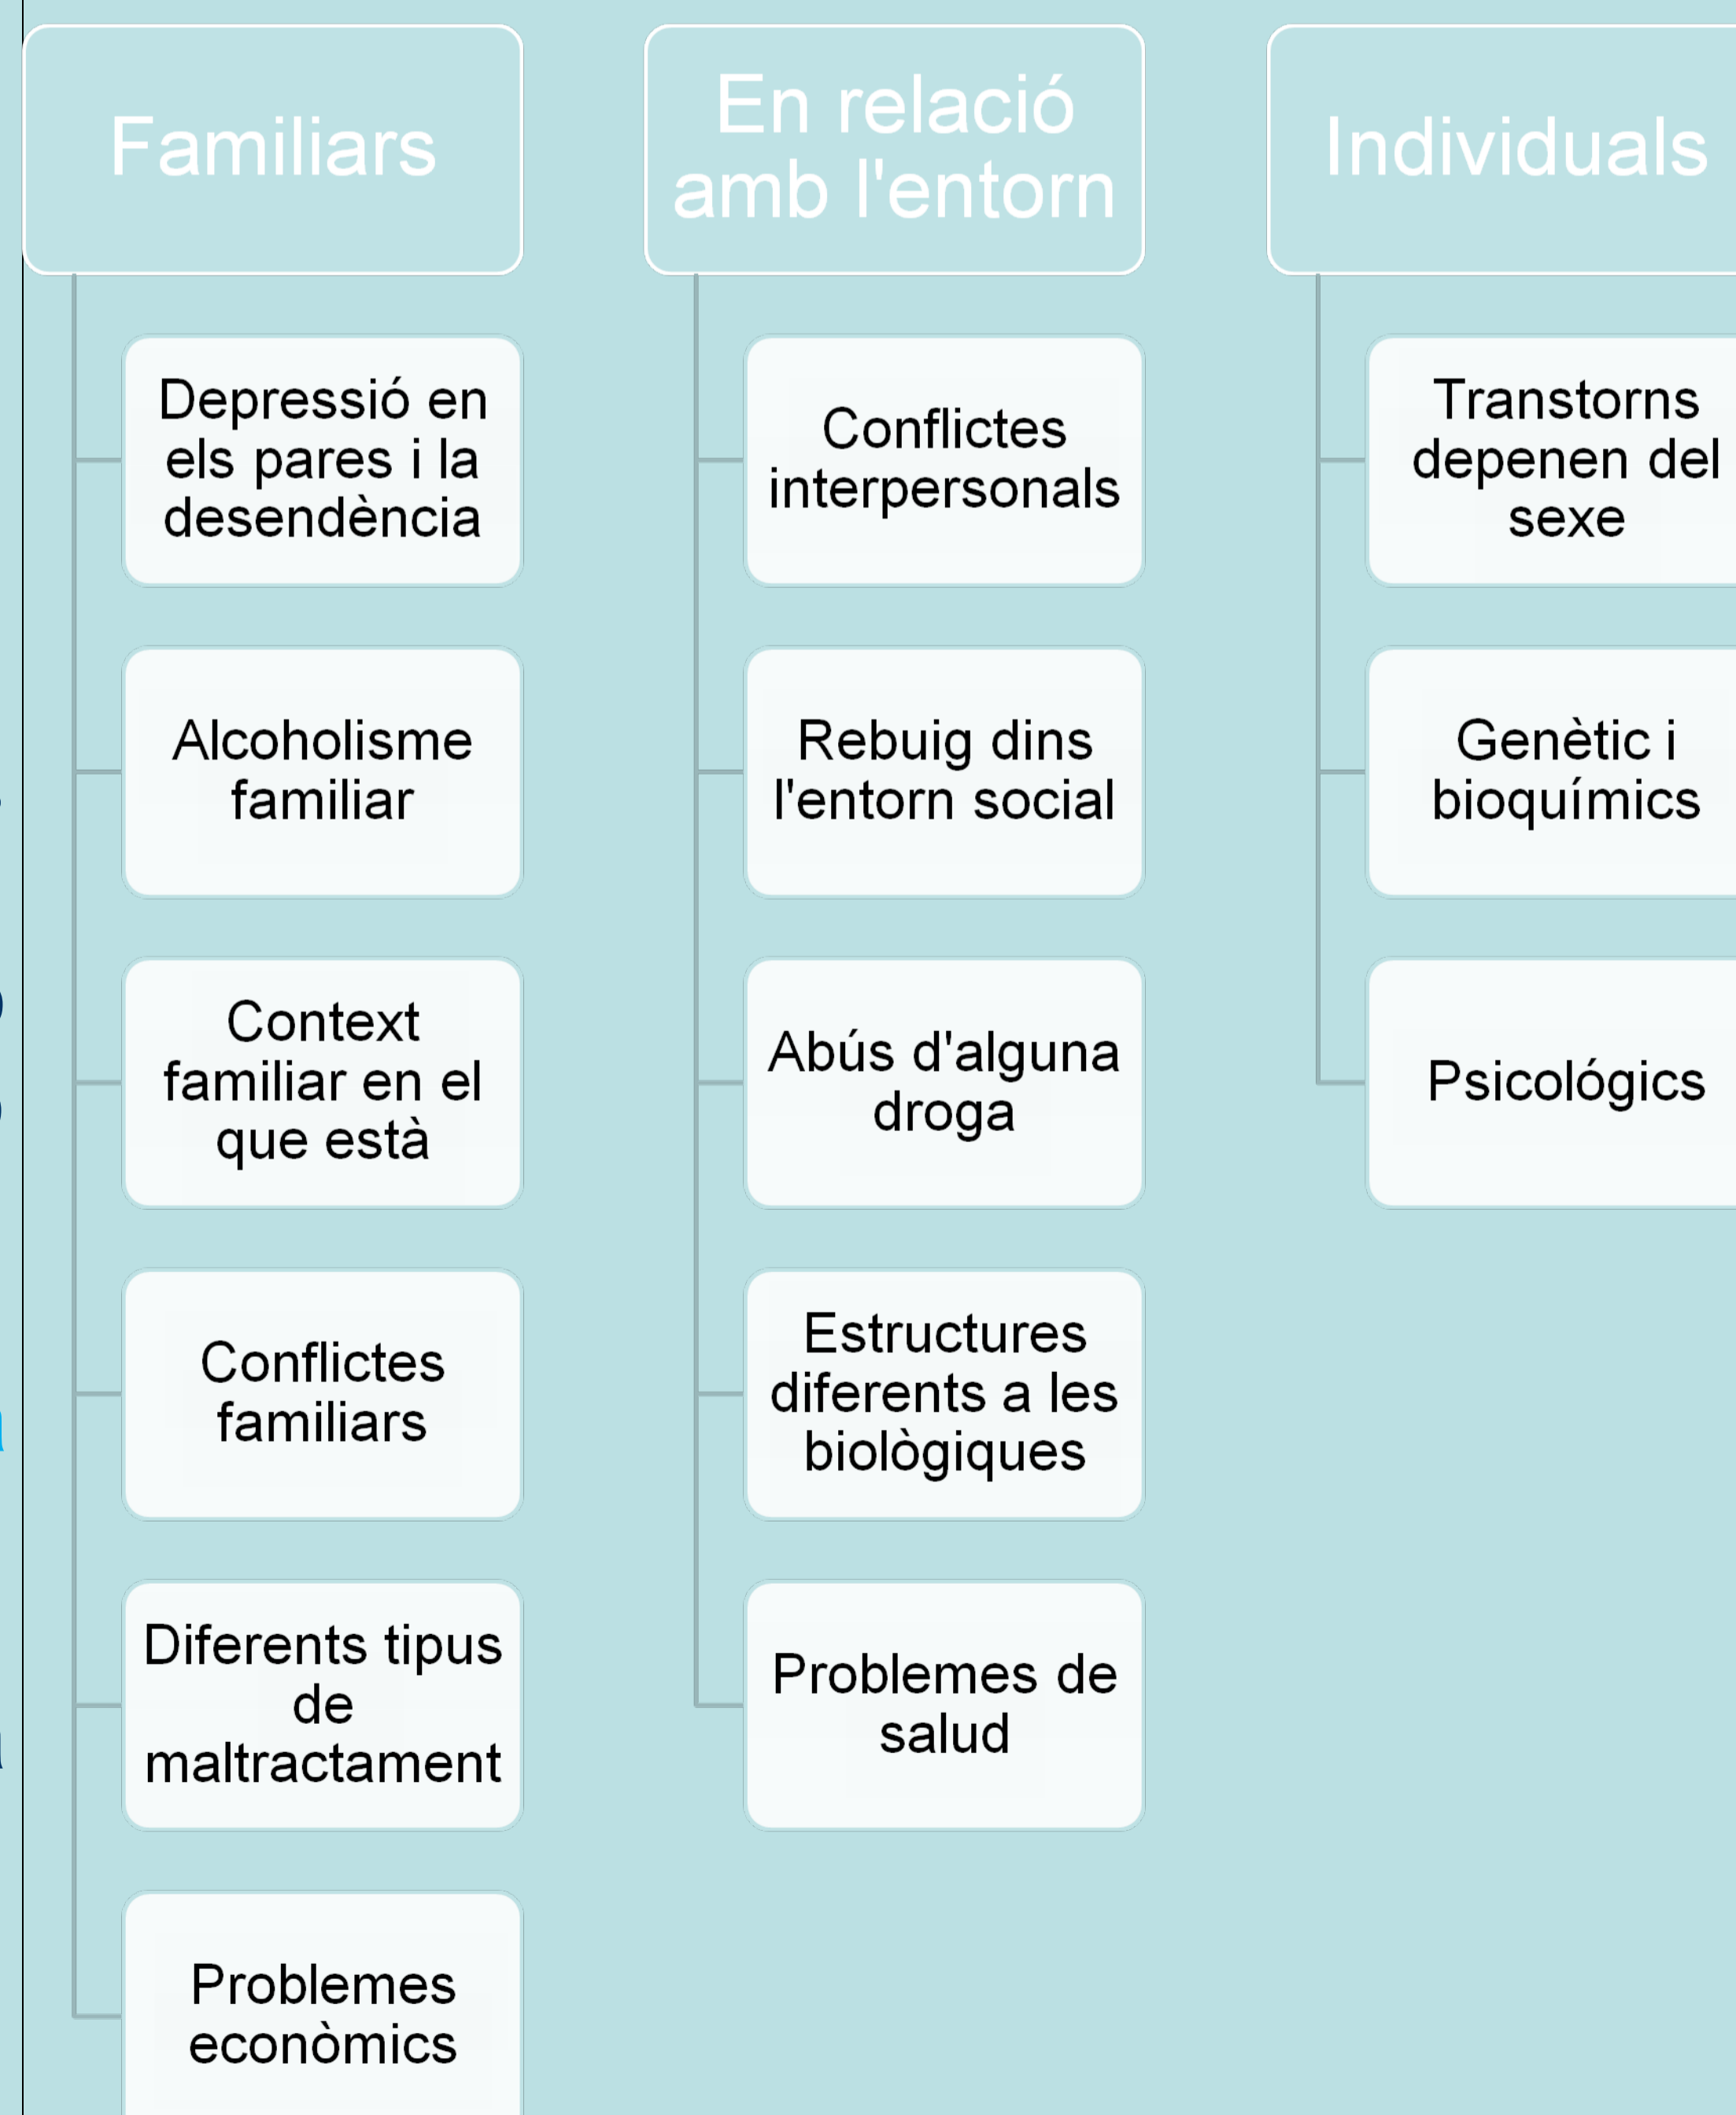 Familiars
Depressió en
els pares i la
desendència
Alcoholisme
familiar
Context
familiar en el
que està
Conflictes
familiars
Diferents tipus
de
maltractament
Problemes
econòmics
En relació
amb l'entorn
Conflictes
interpersonals
Rebuig dins
l'entorn social
Abús d'alguna
droga
Estructures
diferents a les
biològiques
Problemes de
salud
Individuals
Transtorns
depenen del
sexe
Genètic i
bioquímics
Psicológics